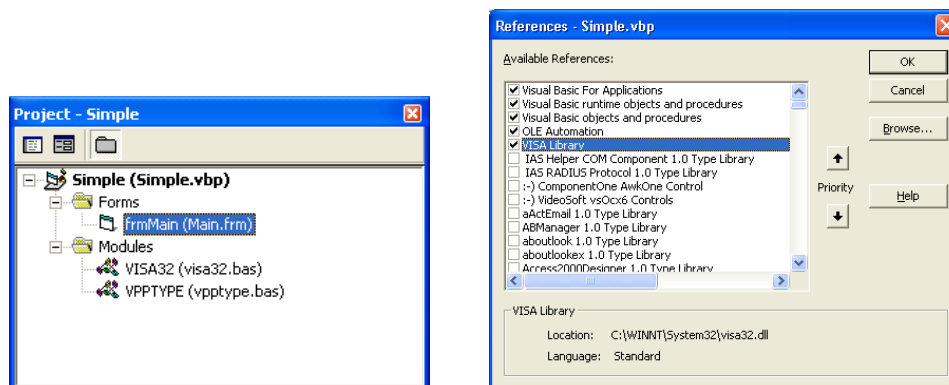 Project - Simple
Simple (Simple.vbp)
Forms
frmMain (Main.frm)
Modules
VISA32 (visa32.bas)
VPPTYPE (vpptype.bas)
References - Simple.vbp
Available References:
Visual Basic For Applications
Visual Basic runtime objects and procedures
Visual Basic objects and procedures
OLE Automation
VISA Library
IAS Helper COM Component 1.0 Type Library
IAS RADIUS Protocol 1.0 Type Library
:-) ComponentOne AwkOne Control
:-) VideoSoft vsOcx6 Controls
aActEmail 1.0 Type Library
ABManager 1.0 Type Library
aboutlook 1.0 Type Library
aboutlookex 1.0 Type Library
Access2000Designer 1.0 Type Library
OK
Cancel
Browse...
Priority
Help
VISA Library
Location: C:\WINNT\System32\visa32.dll
Language: Standard